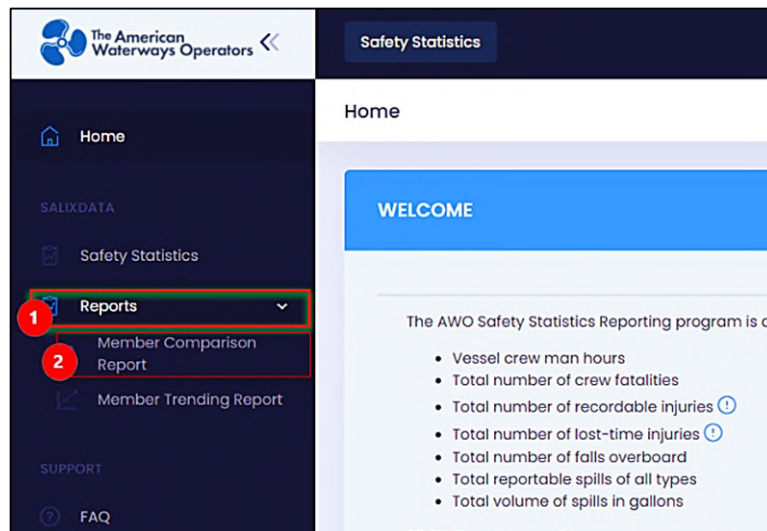 The American
Waterways Operators
Safety Statistics
Home
Home
SALIXDATA
Safety Statistics
1
Reports
2
Member Comparison
Report
Member Trending Report
SUPPORT
FAQ
WELCOME
The AWO Safety Statistics Reporting program is
• Vessel crew man hours
• Total number of crew fatalities
• Total number of recordable injuries
• Total number of lost-time injuries
• Total number of falls overboard
• Total reportable spills of all types
• Total volume of spills in gallons